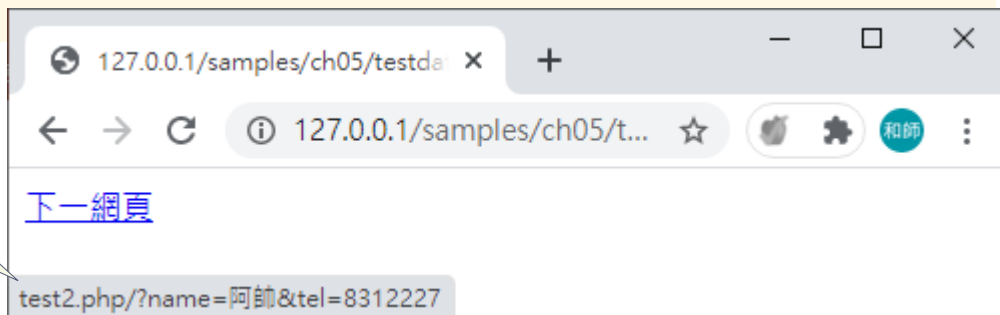 127.0.0.1/samples/ch05/testda
127.0.0.1/samples/ch05/t...
和師
下一網頁
test2.php/?name=阿帥&tel=8312227